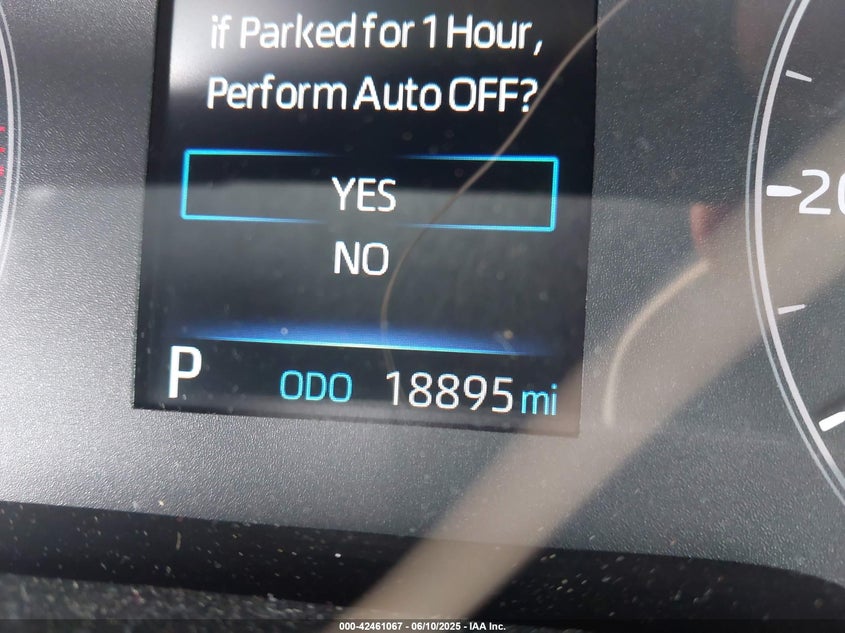 if Parked for 1 Hour,
Perform Auto OFF?
YES
NO
20
P ODO 18895 mi
000-42461067 - 06/10/2025 - IAA Inc.